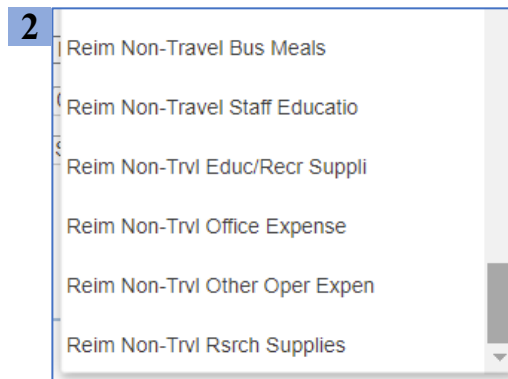 2
Reim Non-Travel Bus Meals
Reim Non-Travel Staff Educatio
Reim Non-Trvl Educ/Recr Suppli
Reim Non-Trvl Office Expense
Reim Non-Trvl Other Oper Expen
Reim Non-Trvl Rsrch Supplies